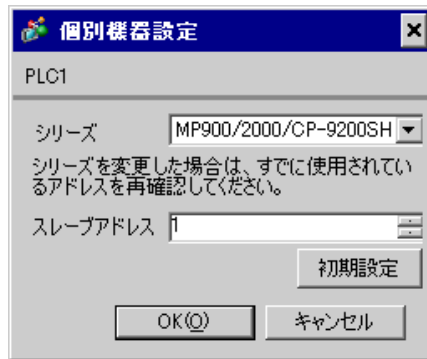 個別機器設定
PLC1
シリーズ MP900/2000/CP-9200SH
シリーズを変更した場合は、すでに使用されてい
るアドレスを再確認してください。
スレーブアドレス 1
初期設定
OK(O) キャンセル